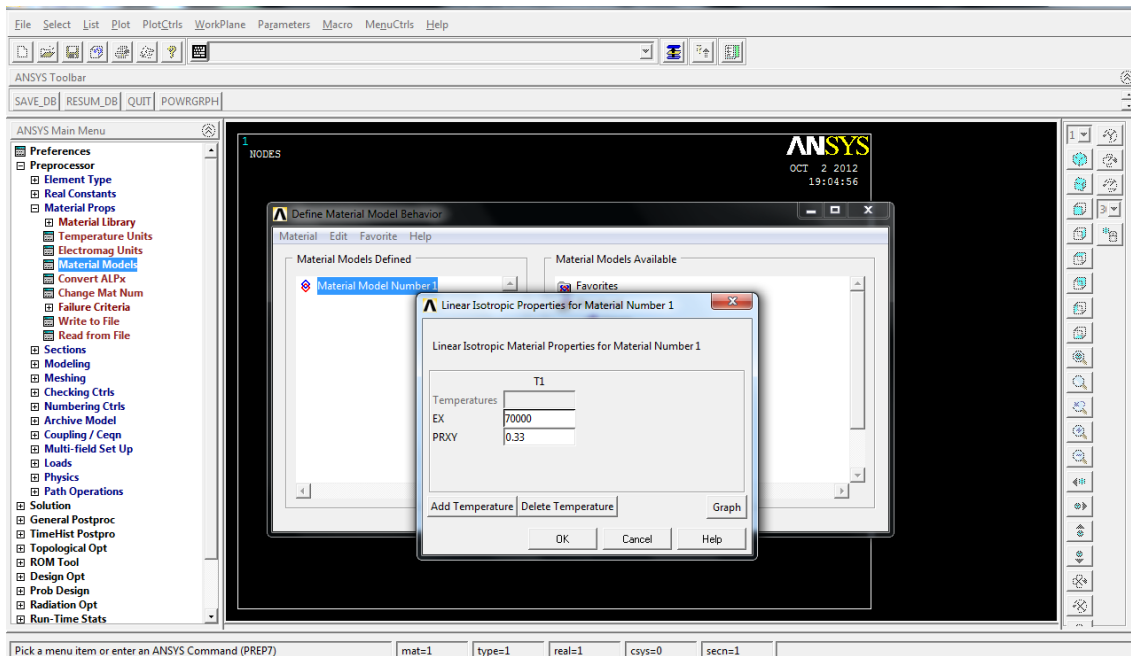 File Select List Plot PlotCtrls WorkPlane Parameters Macro MenuCtrls Help
ANSYS Toolbar
SAVE_DB RESUM_DB QUIT POWRGRPH
ANSYS Main Menu
Preferences
Preprocessor
Element Type
Real Constants
Material Props
Material Library
Temperature Units
Electromag Units
Material Models
Convert ALPx
Change Mat Num
Failure Criteria
Write to File
Read from File
Sections
Modeling
Meshing
Checking Ctrls
Numbering Ctrls
Archive Model
Coupling / Ceqn
Multi-field Set Up
Loads
Physics
Path Operations
Solution
General Postproc
TimeHist Postpro
Topological Opt
ROM Tool
Design Opt
Prob Design
Radiation Opt
Run-Time Stats
1
NODES
ANSYS
OCT 2 2012
19:04:56
Define Material Model Behavior
Material Edit Favorite Help
Material Models Defined
Material Models Available
Material Model Number 1
Favorites
Linear Isotropic Properties for Material Number 1
Linear Isotropic Material Properties for Material Number 1
T1
Temperatures
EX 70000
PRXY 0.33
Add Temperature Delete Temperature Graph
OK Cancel Help
1
3
Pick a menu item or enter an ANSYS Command (PREP7) mat=1 type=1 real=1 csys=0 secn=1